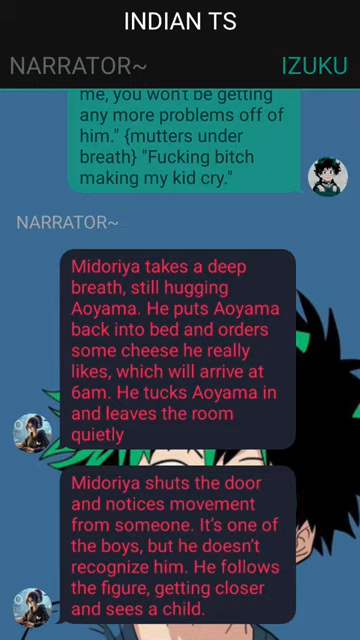 INDIAN TS
NARRATOR~ IZUKU
me, you won't be getting
any more problems off of
him." {mutters under
breath} "Fucking bitch
making my kid cry."
NARRATOR~
Midoriya takes a deep
breath, still hugging
Aoyama. He puts Aoyama
back into bed and orders
some cheese he really
likes, which will arrive at
6am. He tucks Aoyama in
and leaves the room
quietly
Midoriya shuts the door
and notices movement
from someone. It's one of
the boys, but he doesn't
recognize him. He follows
the figure, getting closer
and sees a child.